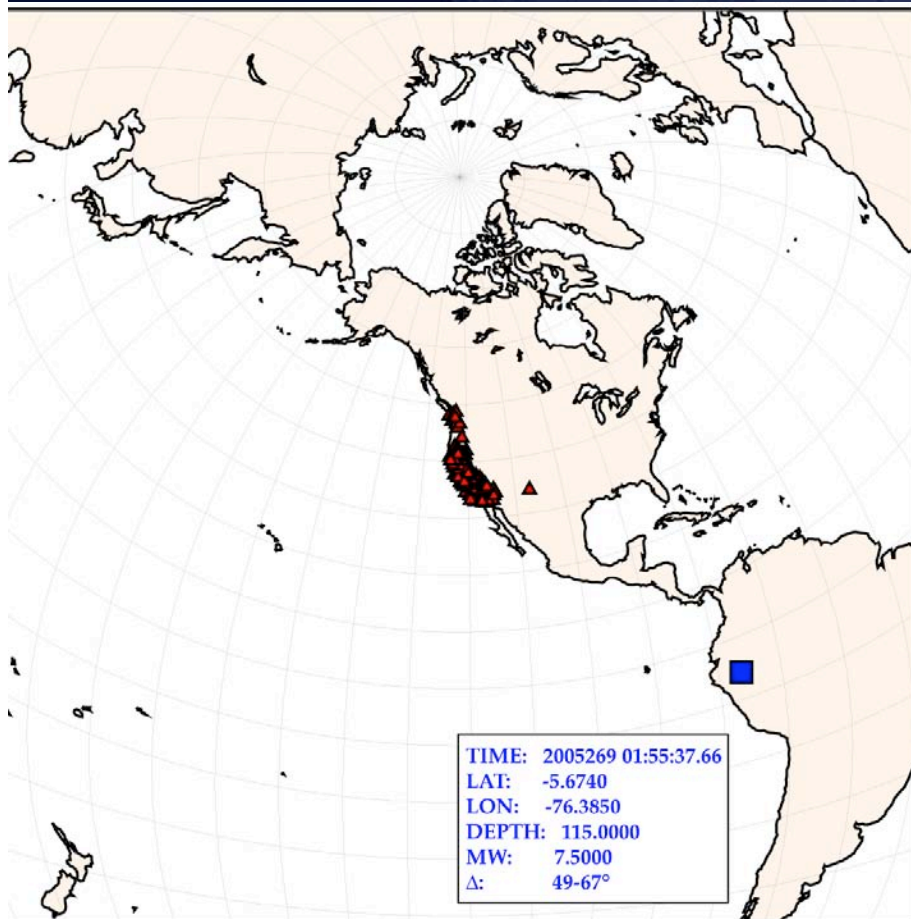 TIME: 2005269 01:55:37.66
LAT: -5.6740
LON: -76.3850
DEPTH: 115.0000
MW: 7.5000
Δ: 49-67°